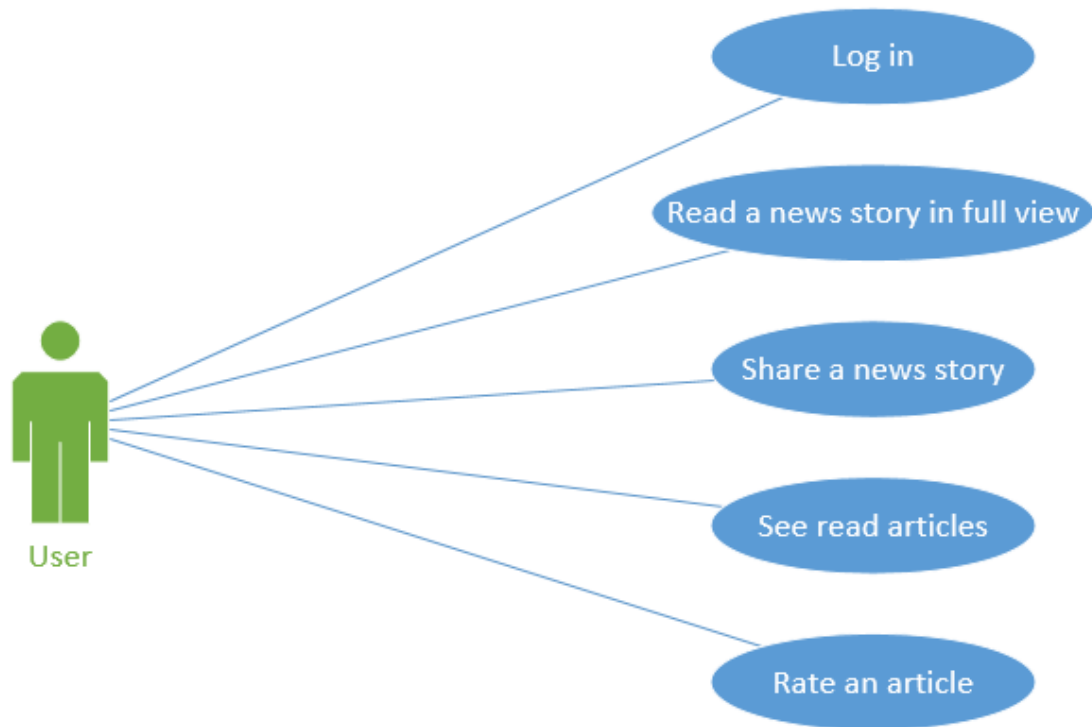 Log in
Read a news story in full view
Share a news story
See read articles
User
Rate an article